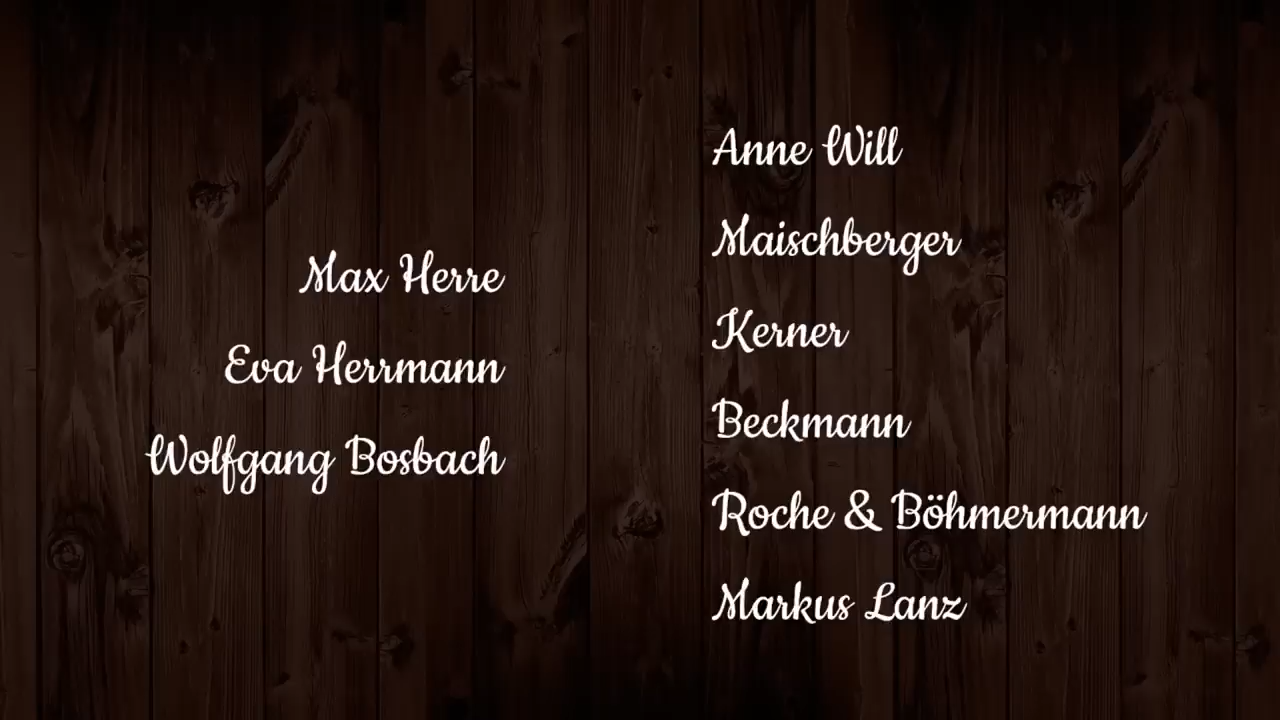 Max Herre
Eva Herrmann
Wolfgang Bosbach
Anne Will
Maischberger
Kerner
Beckmann
Roche & Böhmermann
Markus Lanz